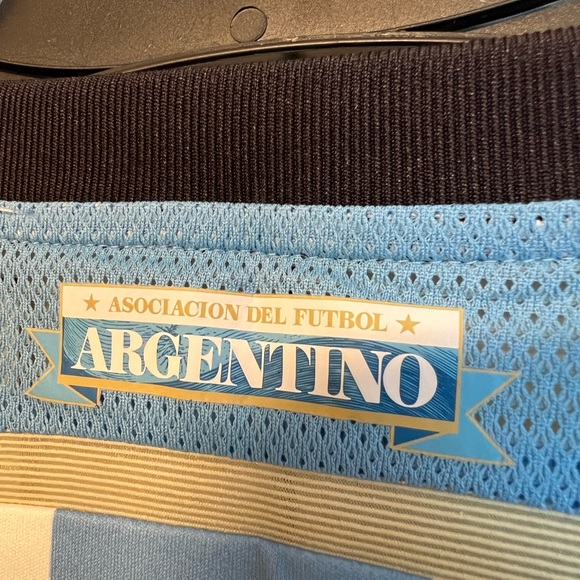 ASOCIACION DEL FUTBOL
ARGENTINO